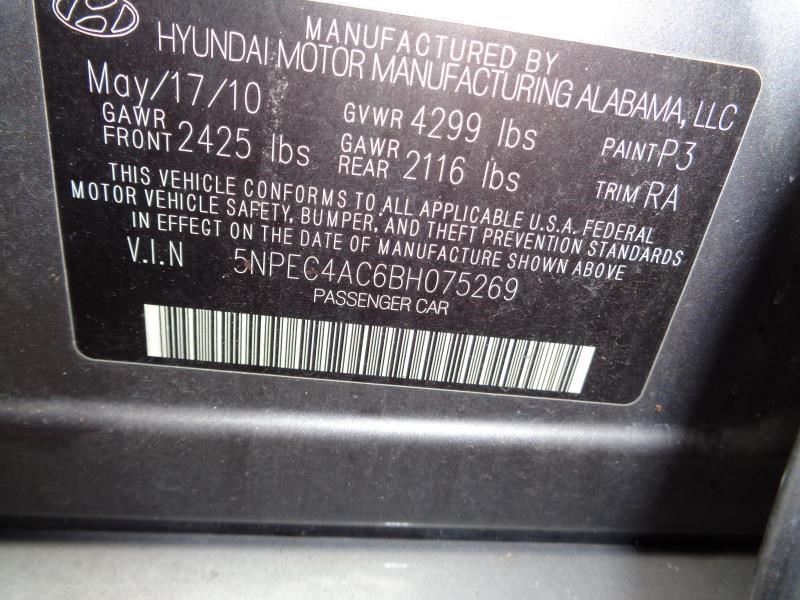 MANUFACTURED BY
HYUNDAI MOTOR MANUFACTURING ALABAMA, LLC
May/17/10 GVWR 4299 lbs PAINT P3
GAWR FRONT 2425 lbs GAWR REAR 2116 lbs TRIM RA
THIS VEHICLE CONFORMS TO ALL APPLICABLE U.S.A. FEDERAL
MOTOR VEHICLE SAFETY, BUMPER, AND THEFT PREVENTION STANDARDS
IN EFFECT ON THE DATE OF MANUFACTURE SHOWN ABOVE
V.I.N 5NPEC4AC6BH075269
PASSENGER CAR